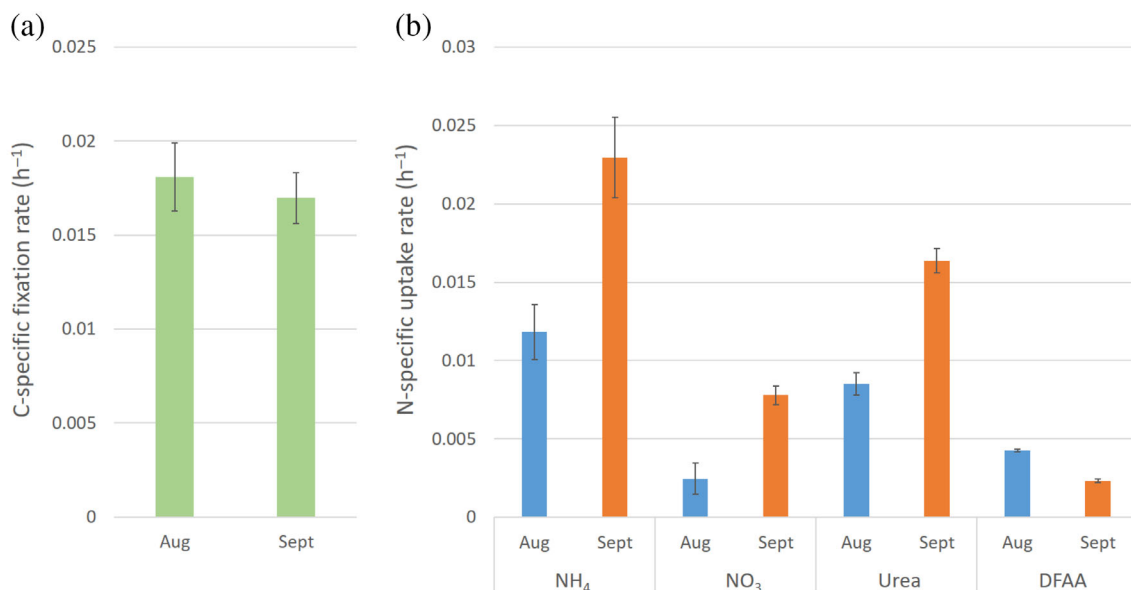 (a)
0.025
0.02
0.015
0.01
0.005
0
C-specific fixation rate (h⁻¹)
Aug Sept
(b)
0.03
0.025
0.02
0.015
0.01
0.005
0
N-specific uptake rate (h⁻¹)
Aug Sept Aug Sept Aug Sept Aug Sept
NH₄ NO₃ Urea DFAA